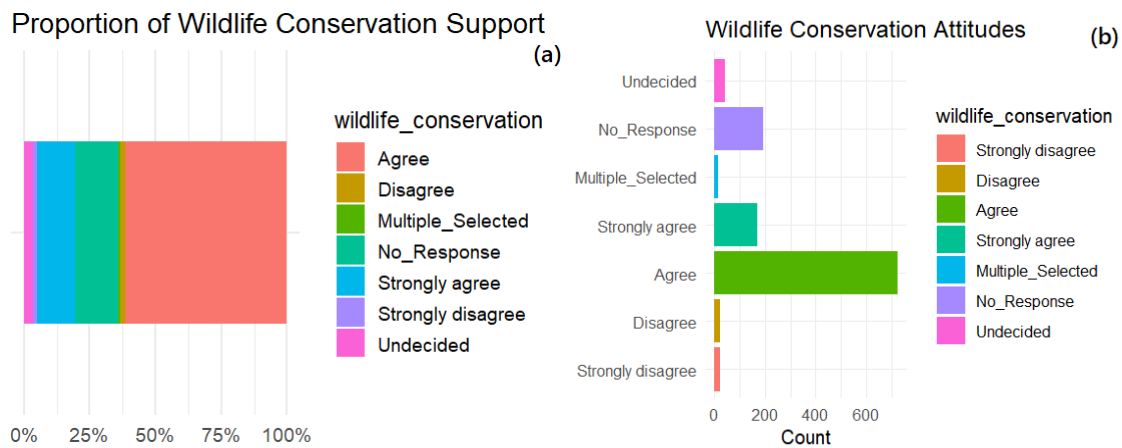 Proportion of Wildlife Conservation Support
(a)
wildlife_conservation
Agree
Disagree
Multiple_Selected
No_Response
Strongly agree
Strongly disagree
Undecided
0% 25% 50% 75% 100%
Wildlife Conservation Attitudes
(b)
Undecided
No_Response
Multiple_Selected
Strongly agree
Agree
Disagree
Strongly disagree
0 200 400 600
Count
wildlife_conservation
Strongly disagree
Disagree
Agree
Strongly agree
Multiple_Selected
No_Response
Undecided